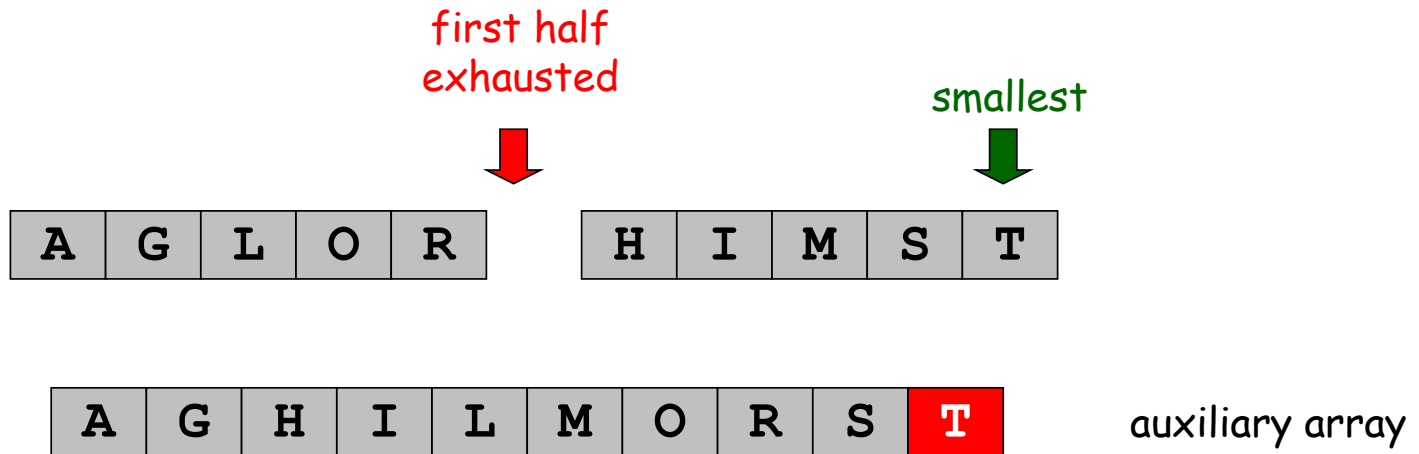 first half
exhausted
smallest
A G L O R H I M S T
A G H I L M O R S T auxiliary array